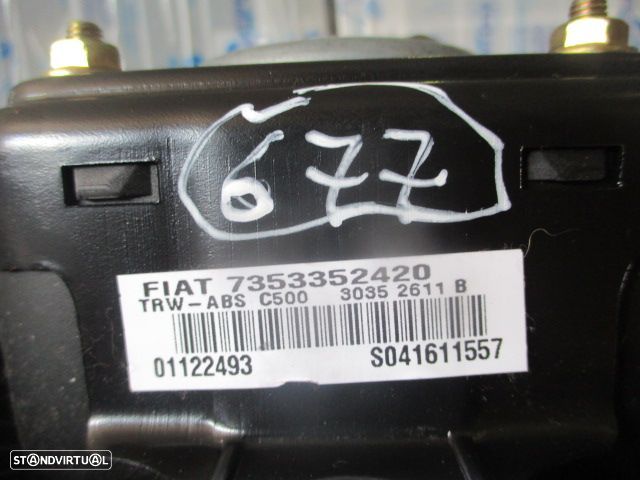 677
FIAT 7353352420
TRW-ABS C500 3035 2611 B
01122493 S041611557
STANDVIRTUAL